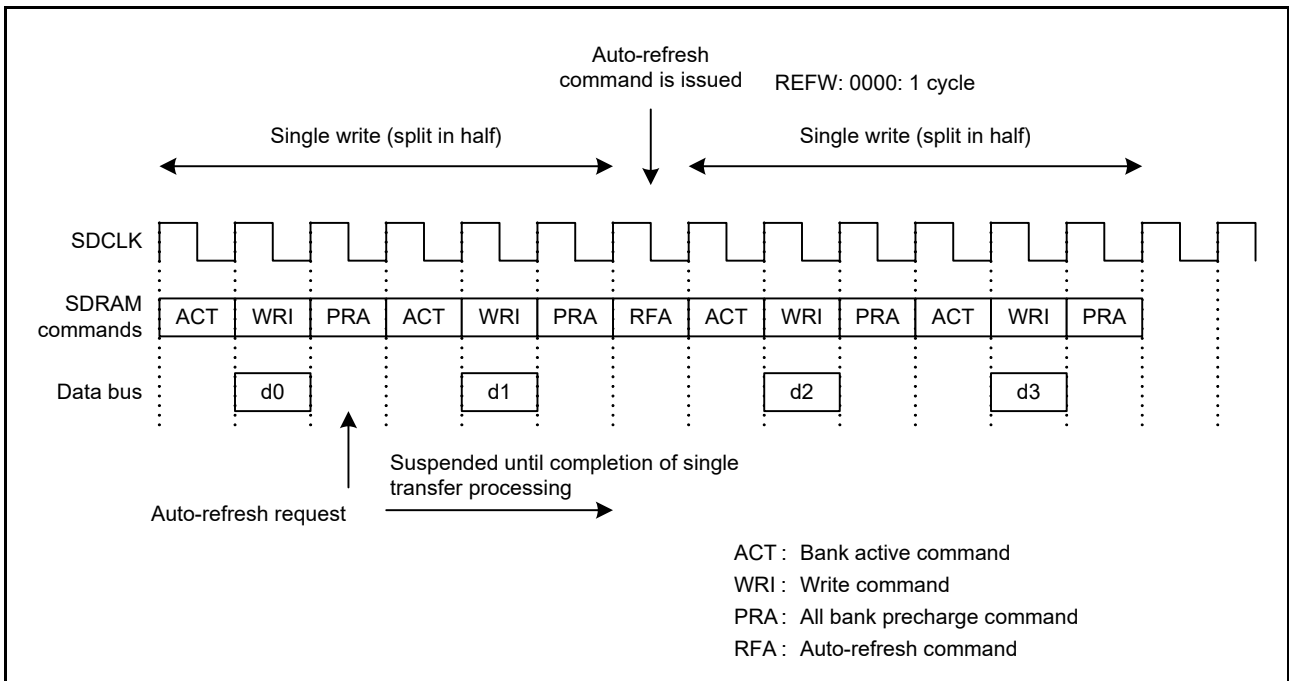 Auto-refresh
command is issued
REFW: 0000: 1 cycle
Single write (split in half)
Single write (split in half)
SDCLK
SDRAM
commands
ACT WRI PRA ACT WRI PRA RFA ACT WRI PRA ACT WRI PRA
Data bus
d0 d1 d2 d3
Suspended until completion of single
transfer processing
Auto-refresh request
ACT : Bank active command
WRI : Write command
PRA : All bank precharge command
RFA : Auto-refresh command